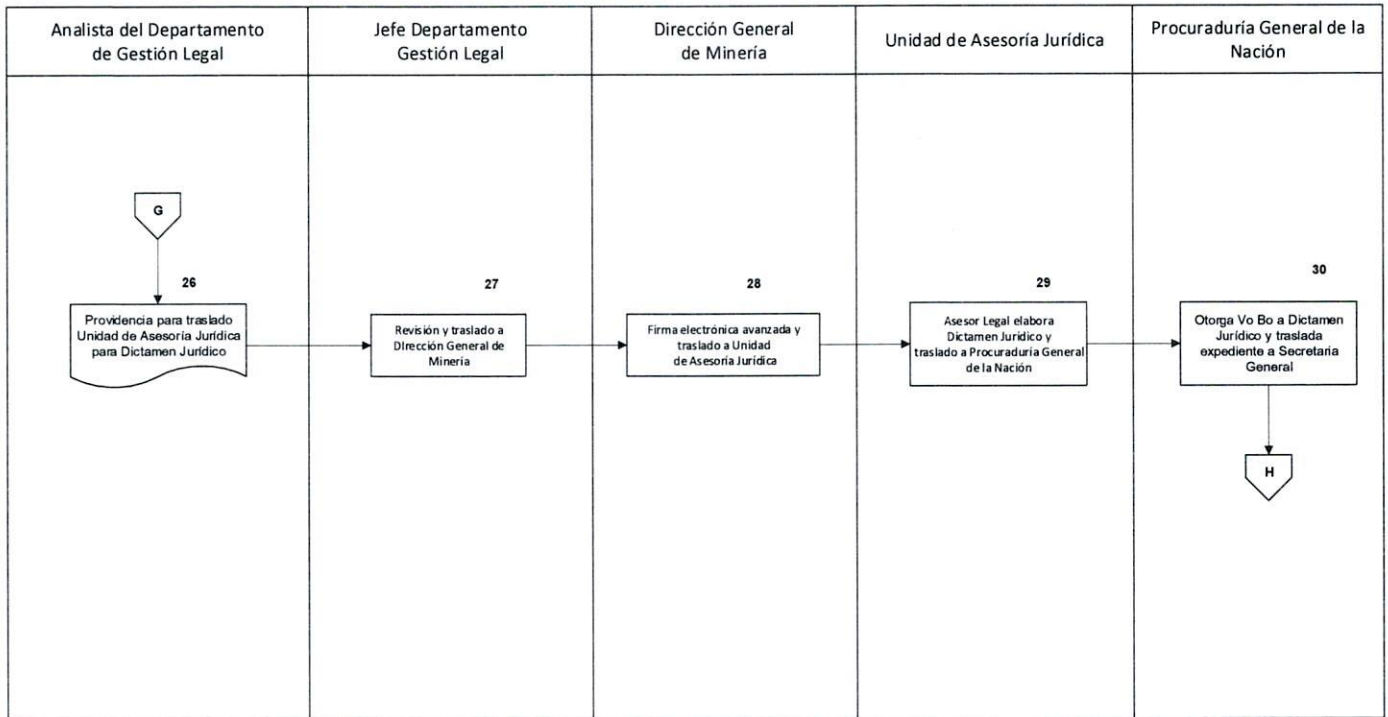 Analista del Departamento
de Gestión Legal
Jefe Departamento
Gestión Legal
Dirección General
de Minería
Unidad de Asesoría Jurídica
Procuraduría General de la
Nación
G
26
Providencia para traslado
Unidad de Asesoría Jurídica
para Dictamen Jurídico
27
Revisión y traslado a
DIrección General de
Minería
28
Firma electrónica avanzada y
traslado a Unidad
de Asesoría Jurídica
29
Asesor Legal elabora
Dictamen Jurídico y
traslado a Procuraduría General
de la Nación
30
Otorga Vo Bo a Dictamen
Jurídico y traslada
expediente a Secretaria
General
H